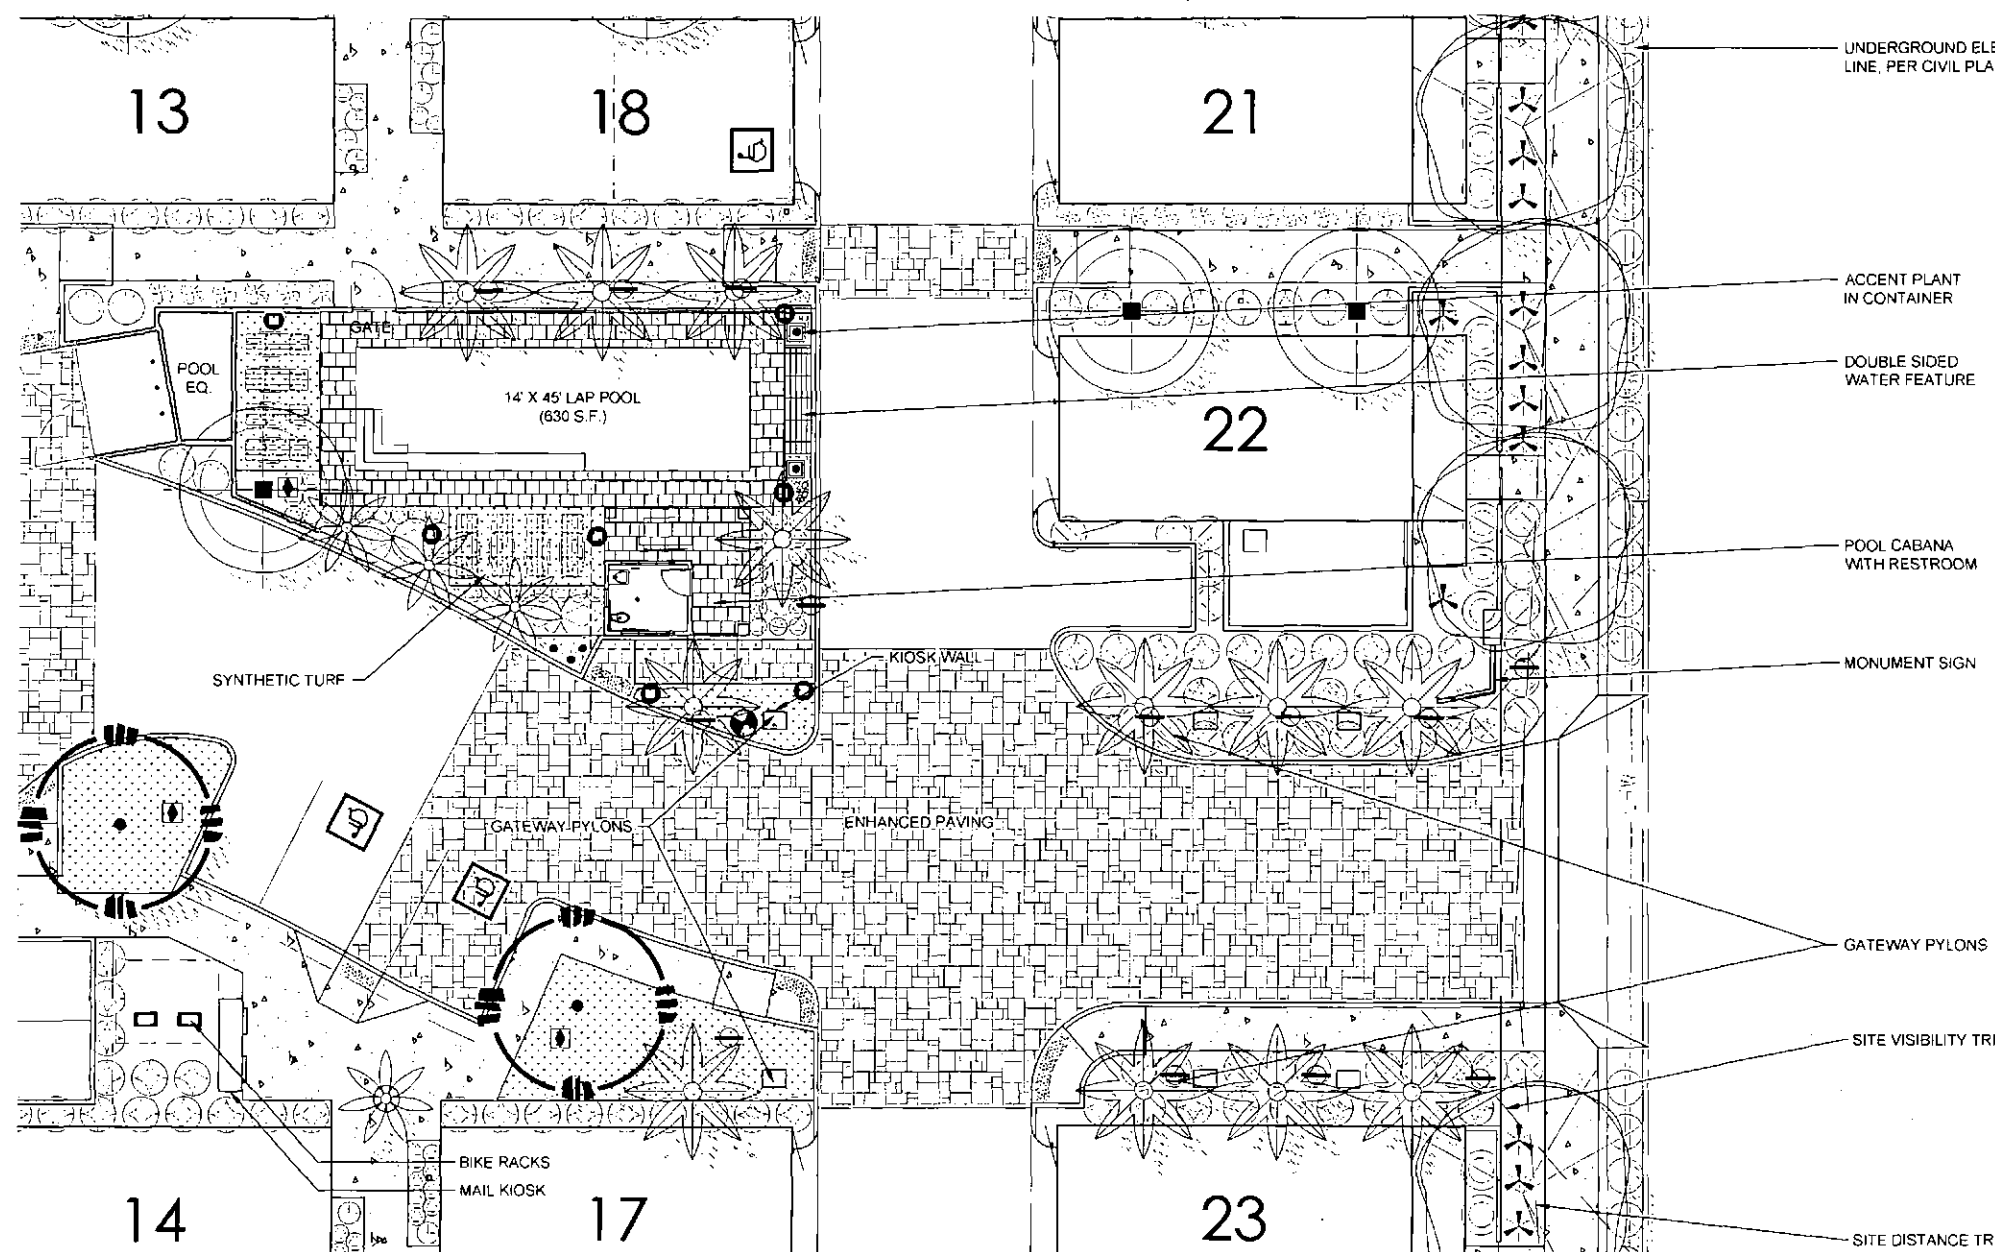 13
18
21
UNDERGROUND ELE
LINE, PER CIVIL PLA
ACCENT PLANT
IN CONTAINER
GATE
POOL
EQ.
14' X 45' LAP POOL
(630 S.F.)
DOUBLE SIDED
WATER FEATURE
22
POOL CABANA
WITH RESTROOM
KIOSK WALL
MONUMENT SIGN
SYNTHETIC TURF
GATEWAY PYLONS
ENHANCED PAVING
GATEWAY PYLONS
SITE VISIBILITY TRI
BIKE RACKS
MAIL KIOSK
14
17
23
SITE DISTANCE TR